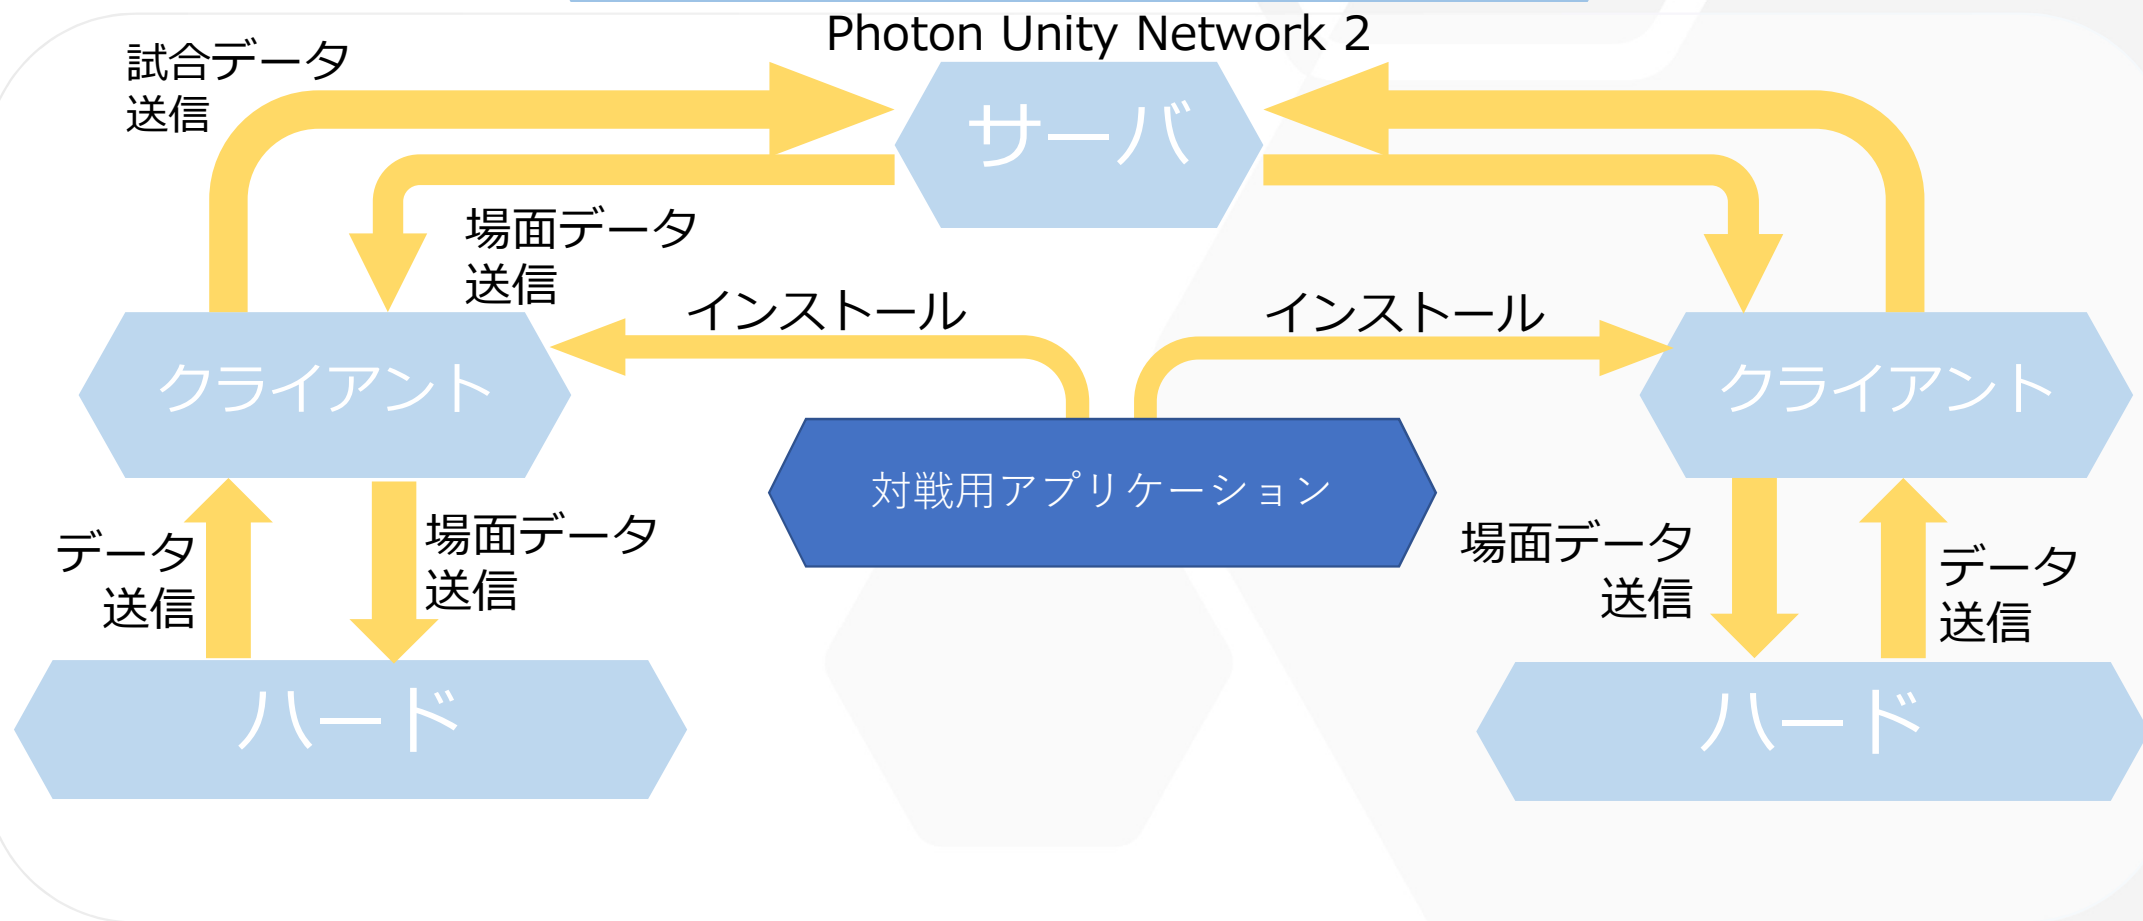 Photon Unity Network 2
試合データ
送信
サーバ
場面データ
送信
インストール
インストール
クライアント
クライアント
対戦用アプリケーション
データ
送信
場面データ
送信
場面データ
送信
データ
送信
ハード
ハード